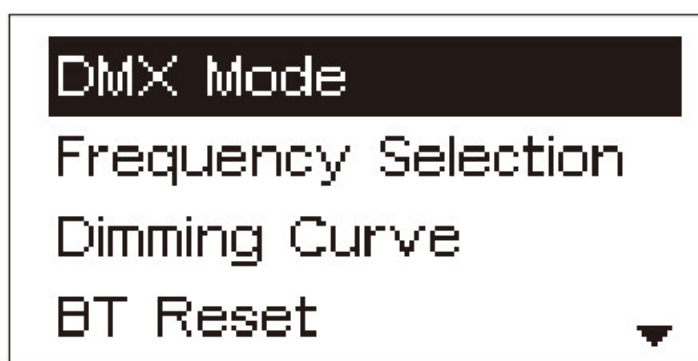 DMX Mode
Frequency Selection
Dimming Curve
BT Reset